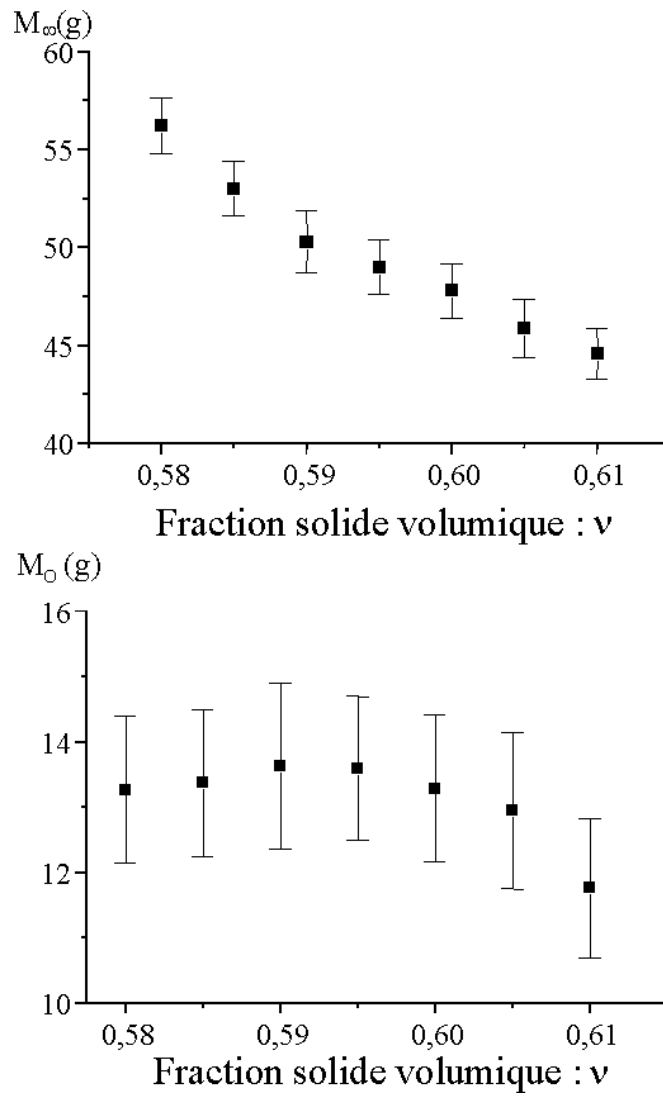 M∞(g)
60
55
50
45
40
0,58 0,59 0,60 0,61
Fraction solide volumique : ν
M₀ (g)
16
14
12
10
0,58 0,59 0,60 0,61
Fraction solide volumique : ν